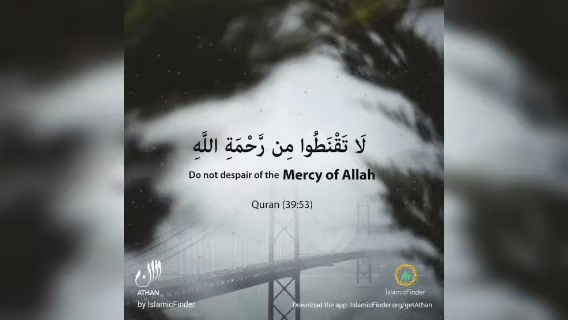 لَا تَقْنَطُوا مِن رَّحْمَةِ اللَّهِ
Do not despair of the Mercy of Allah
Quran (39:53)
اذان
ATHAN
by IslamicFinder
IslamicFinder
Download the app: IslamicFinder.org/getAthan